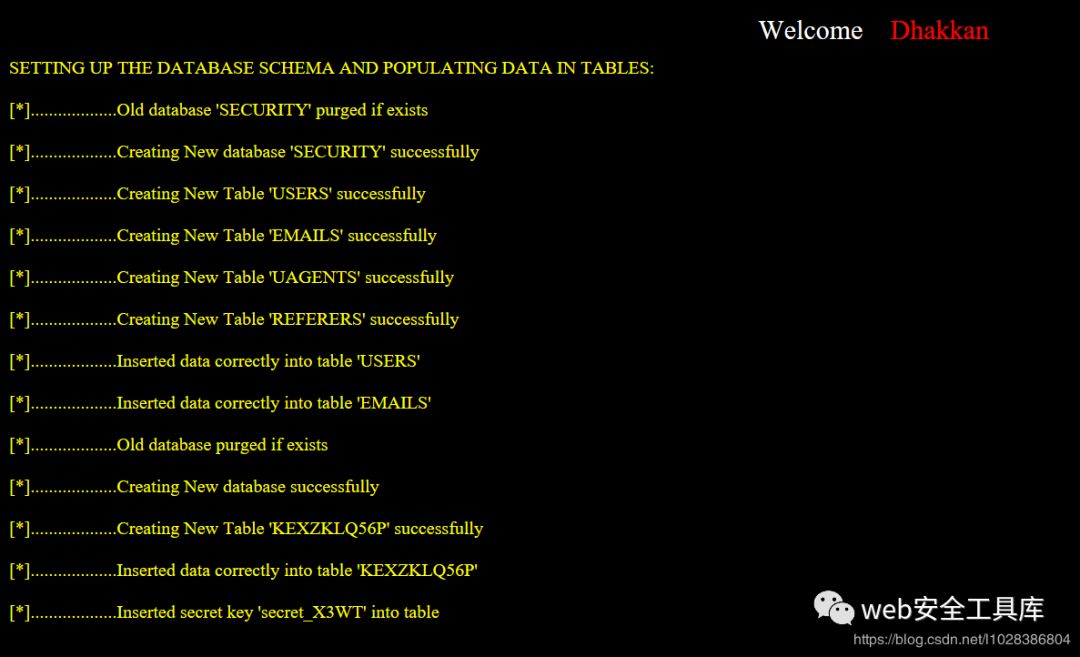 Welcome Dhakkan
SETTING UP THE DATABASE SCHEMA AND POPULATING DATA IN TABLES:
[*]...................Old database 'SECURITY' purged if exists
[*]...................Creating New database 'SECURITY' successfully
[*]...................Creating New Table 'USERS' successfully
[*]...................Creating New Table 'EMAILS' successfully
[*]...................Creating New Table 'UAGENTS' successfully
[*]...................Creating New Table 'REFERERS' successfully
[*]...................Inserted data correctly into table 'USERS'
[*]...................Inserted data correctly into table 'EMAILS'
[*]...................Old database purged if exists
[*]...................Creating New database successfully
[*]...................Creating New Table 'KEXZKLQ56P' successfully
[*]...................Inserted data correctly into table 'KEXZKLQ56P'
[*]...................Inserted secret key 'secret_X3WT' into table
web安全工具库
https://blog.csdn.net/l1028386804